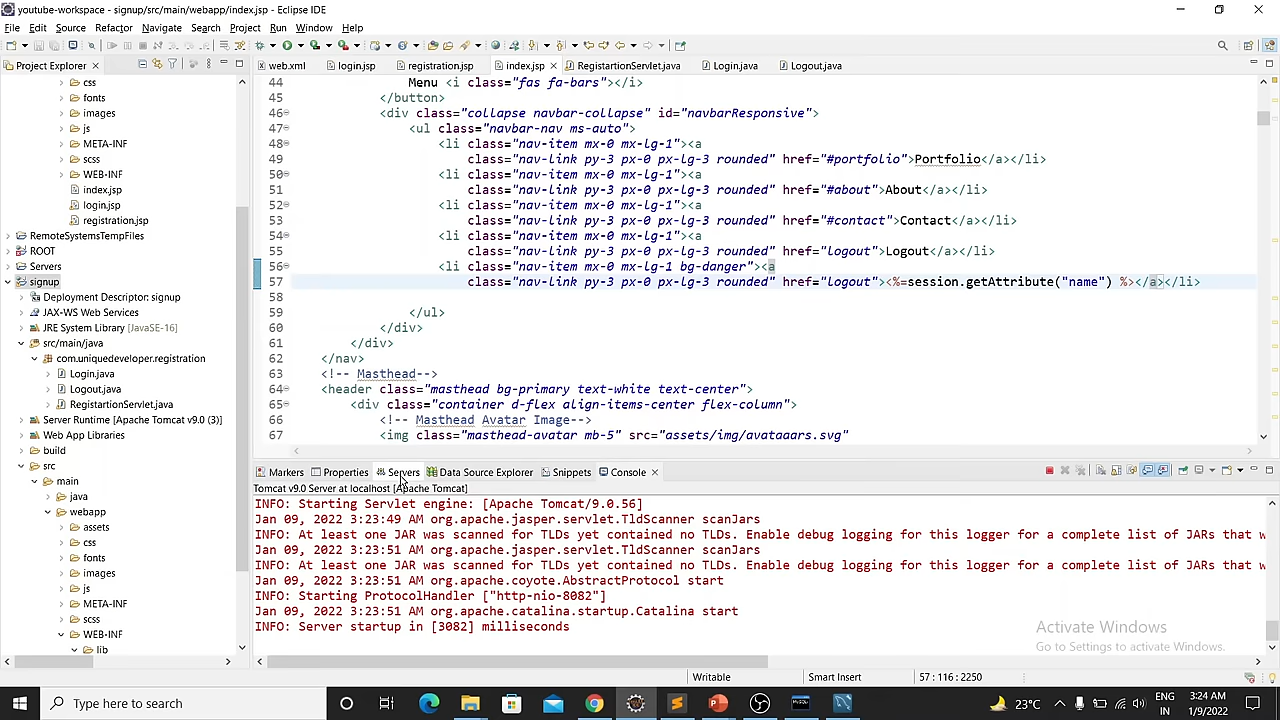 youtube-workspace - signup/src/main/webapp/index.jsp - Eclipse IDE
File Edit Source Refactor Navigate Search Project Run Window Help
Project Explorer
web.xml login.jsp registration.jsp index.jsp RegistartionServlet.java Login.java Logout.java
css
fonts
images
js
META-INF
scss
WEB-INF
index.jsp
login.jsp
registration.jsp
RemoteSystemsTempFiles
ROOT
Servers
signup
Deployment Descriptor: signup
JAX-WS Web Services
JRE System Library [JavaSE-16]
src/main/java
com.uniquedeveloper.registration
Login.java
Logout.java
RegistartionServlet.java
Server Runtime [Apache Tomcat v9.0 (3)]
Web App Libraries
build
src
main
java
webapp
assets
css
fonts
images
js
META-INF
scss
WEB-INF
lib
44 Menu <i class="fas fa-bars"></i>
45 </button>
46 <div class="collapse navbar-collapse" id="navbarResponsive">
47 <ul class="navbar-nav ms-auto">
48 <li class="nav-item mx-0 mx-lg-1"><a
49 class="nav-link py-3 px-0 px-lg-3 rounded" href="#portfolio">Portfolio</a></li>
50 <li class="nav-item mx-0 mx-lg-1"><a
51 class="nav-link py-3 px-0 px-lg-3 rounded" href="#about">About</a></li>
52 <li class="nav-item mx-0 mx-lg-1"><a
53 class="nav-link py-3 px-0 px-lg-3 rounded" href="#contact">Contact</a></li>
54 <li class="nav-item mx-0 mx-lg-1"><a
55 class="nav-link py-3 px-0 px-lg-3 rounded" href="logout">Logout</a></li>
56 <li class="nav-item mx-0 mx-lg-1 bg-danger"><a
57 class="nav-link py-3 px-0 px-lg-3 rounded" href="logout"><%=session.getAttribute("name") %></a></li>
58
59 </ul>
60 </div>
61 </div>
62 </nav>
63 <!-- Masthead-->
64 <header class="masthead bg-primary text-white text-center">
65 <div class="container d-flex align-items-center flex-column">
66 <!-- Masthead Avatar Image-->
67 <img class="masthead-avatar mb-5" src="assets/img/avataaars.svg"
Markers Properties Servers Data Source Explorer Snippets Console
Tomcat v9.0 Server at localhost [Apache Tomcat]
INFO: Starting Servlet engine: [Apache Tomcat/9.0.56]
Jan 09, 2022 3:23:49 AM org.apache.jasper.servlet.TldScanner scanJars
INFO: At least one JAR was scanned for TLDs yet contained no TLDs. Enable debug logging for this logger for a complete list of JARs that w
Jan 09, 2022 3:23:51 AM org.apache.jasper.servlet.TldScanner scanJars
INFO: At least one JAR was scanned for TLDs yet contained no TLDs. Enable debug logging for this logger for a complete list of JARs that w
Jan 09, 2022 3:23:51 AM org.apache.coyote.AbstractProtocol start
INFO: Starting ProtocolHandler ["http-nio-8082"]
Jan 09, 2022 3:23:51 AM org.apache.catalina.startup.Catalina start
INFO: Server startup in [3082] milliseconds
Activate Windows
Go to Settings to activate Windows.
Writable Smart Insert 57 : 116 : 2250
Type here to search
23°C
ENG
IN
3:24 AM
1/9/2022